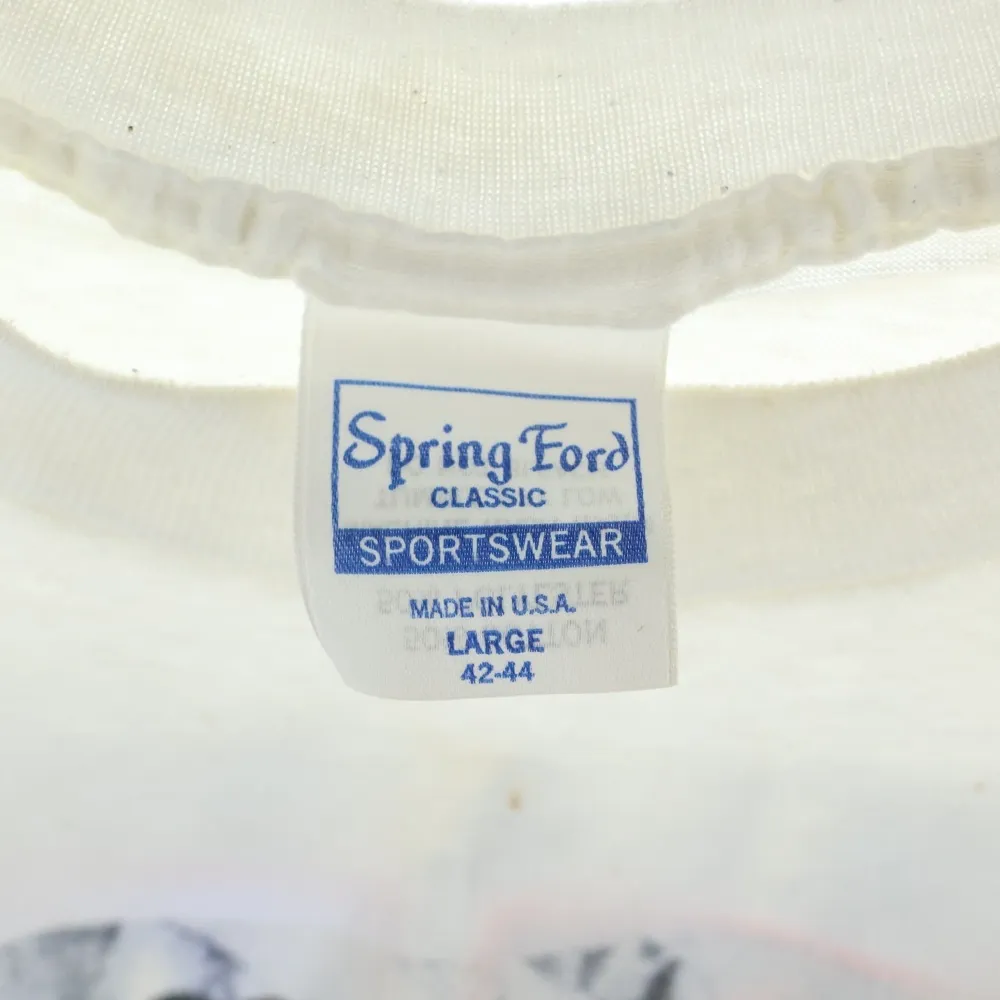 Spring Ford
CLASSIC
SPORTSWEAR
MADE IN U.S.A.
LARGE
42-44